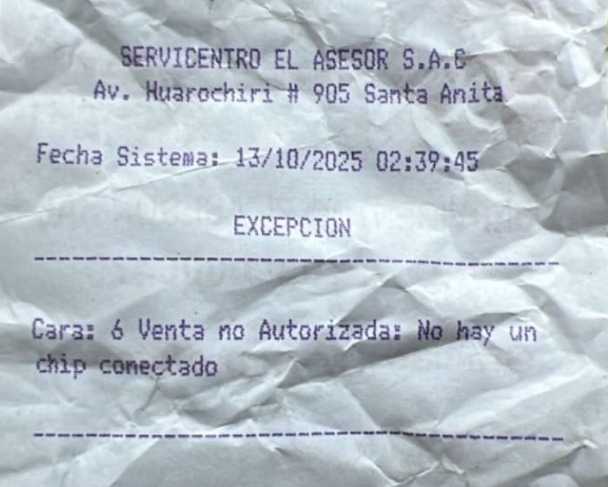 SERVICENTRO EL ASESOR S.A.C
Av. Huarochiri # 905 Santa Anita
Fecha Sistema: 13/10/2025 02:39:45
EXCEPCION
Cara: 6 Venta no Autorizada: No hay un
chip conectado